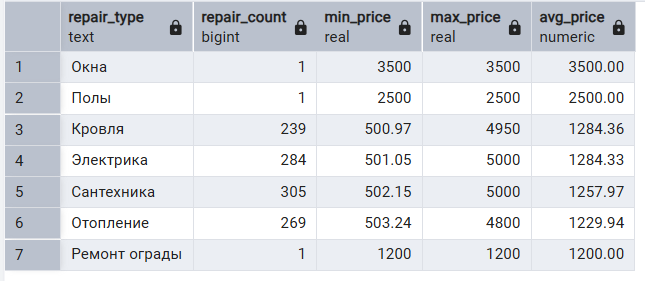 repair_type repair_count min_price max_price avg_price
text bigint real real numeric
1 Окна 1 3500 3500 3500.00
2 Полы 1 2500 2500 2500.00
3 Кровля 239 500.97 4950 1284.36
4 Электрика 284 501.05 5000 1284.33
5 Сантехника 305 502.15 5000 1257.97
6 Отопление 269 503.24 4800 1229.94
7 Ремонт ограды 1 1200 1200 1200.00